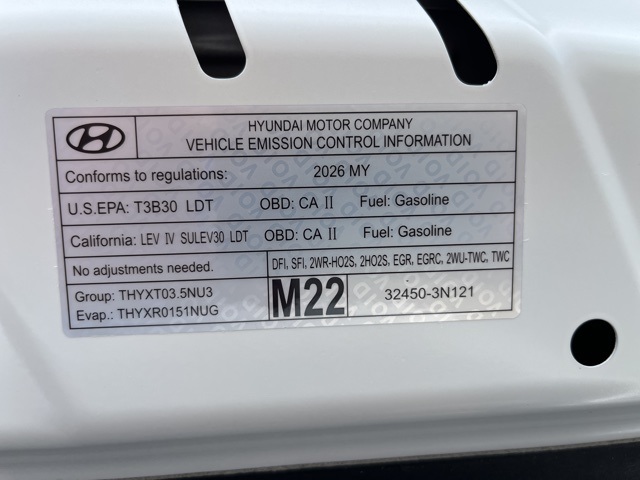 HYUNDAI MOTOR COMPANY
VEHICLE EMISSION CONTROL INFORMATION
Conforms to regulations: 2026 MY
U.S.EPA: T3B30 LDT OBD: CA II Fuel: Gasoline
California: LEV IV SULEV30 LDT OBD: CA II Fuel: Gasoline
No adjustments needed. DFI, SFI, 2WR-HO2S, 2HO2S, EGR, EGRC, 2WU-TWC, TWC
Group: THYXT03.5NU3
Evap.: THYXR0151NUG
M22
32450-3N121